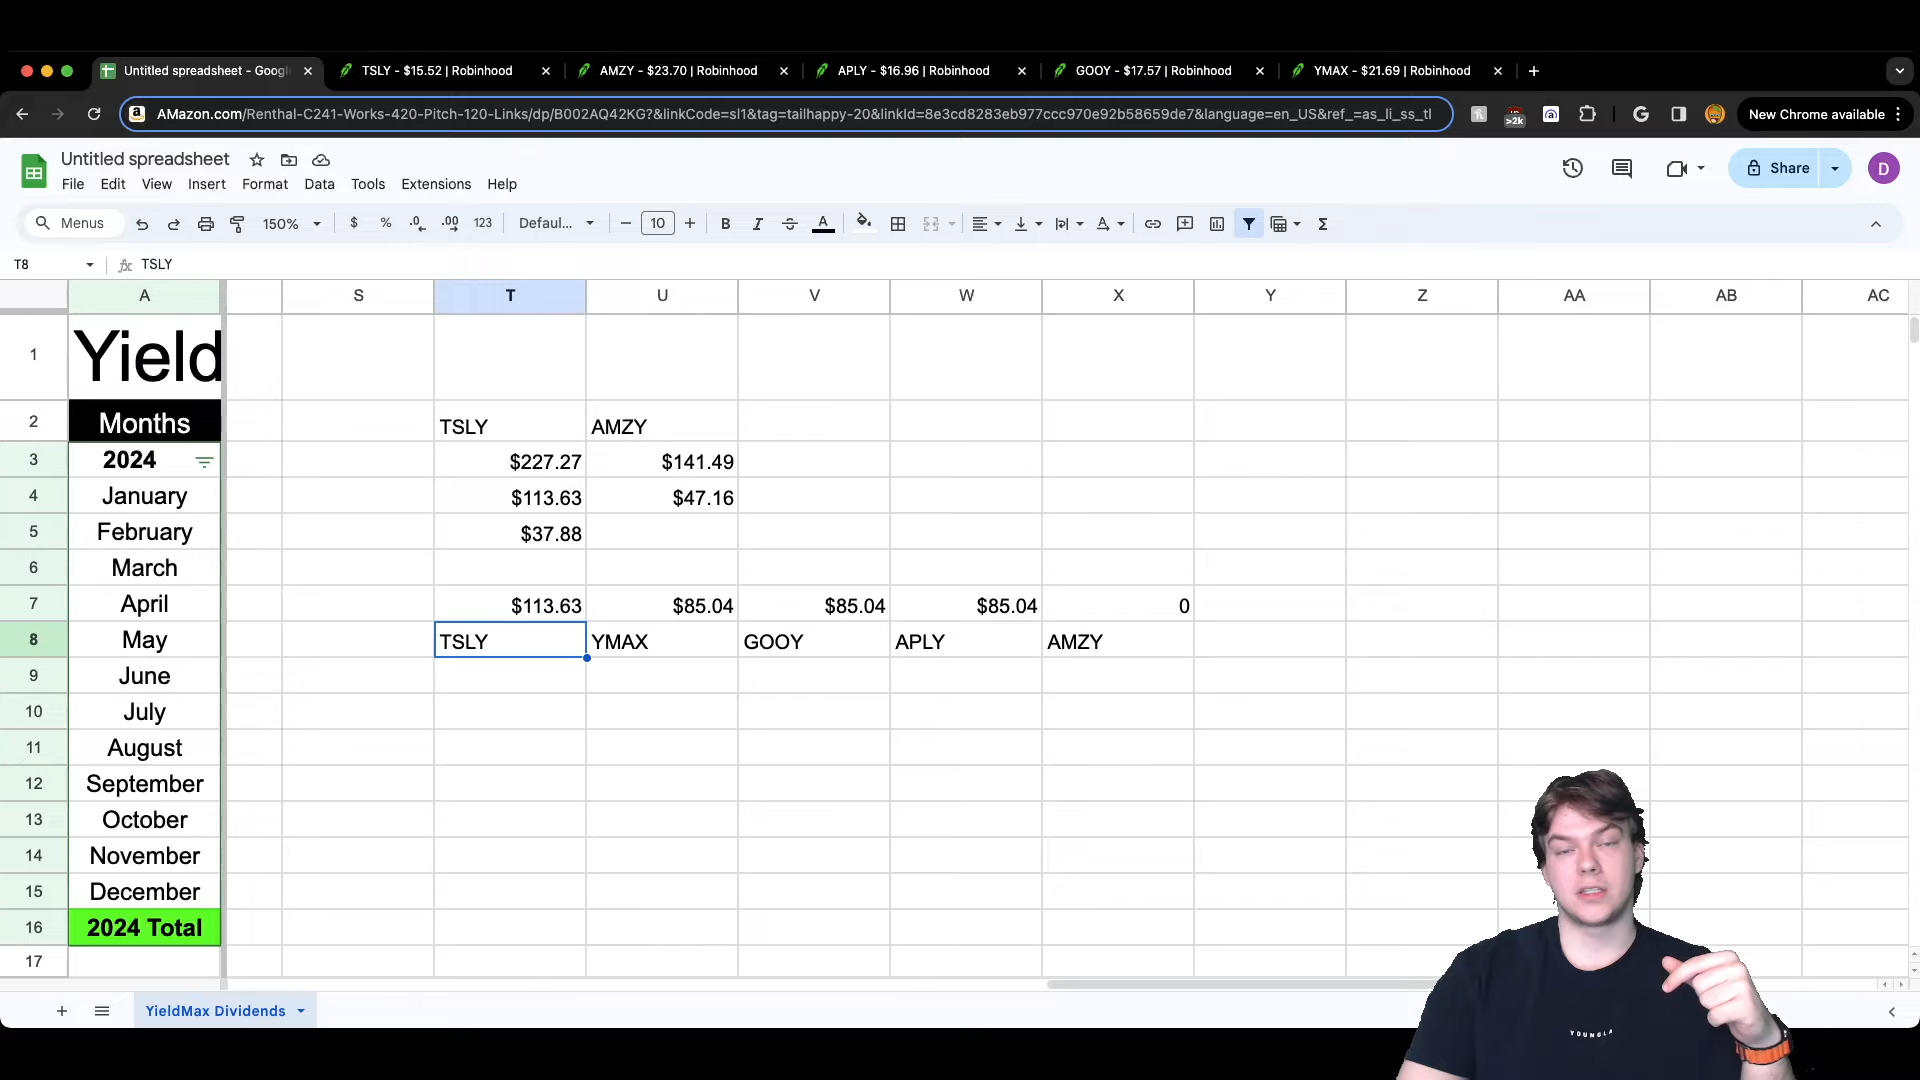 Untitled spreadsheet - Googl
TSLY - $15.52 | Robinhood
AMZY - $23.70 | Robinhood
APLY - $16.96 | Robinhood
GOOY - $17.57 | Robinhood
YMAX - $21.69 | Robinhood
AMazon.com/Renthal-C241-Works-420-Pitch-120-Links/dp/B002AQ42KG?&linkCode=sl1&tag=tailhappy-20&linkId=8e3cd8283eb977ccc970e92b58659de7&language=en_US&ref_=as_li_ss_tl
>2k
New Chrome available
Untitled spreadsheet
File Edit View Insert Format Data Tools Extensions Help
Share
D
Menus
150%
$ % .0 .00 123
Defaul...
10
B I A
T8
TSLY
A S T U V W X Y Z AA AB AC
1 Yield
2 Months TSLY AMZY
3 2024 $227.27 $141.49
4 January $113.63 $47.16
5 February $37.88
6 March
7 April $113.63 $85.04 $85.04 $85.04 0
8 May TSLY YMAX GOOY APLY AMZY
9 June
10 July
11 August
12 September
13 October
14 November
15 December
16 2024 Total
17
YieldMax Dividends
YOUNGLA